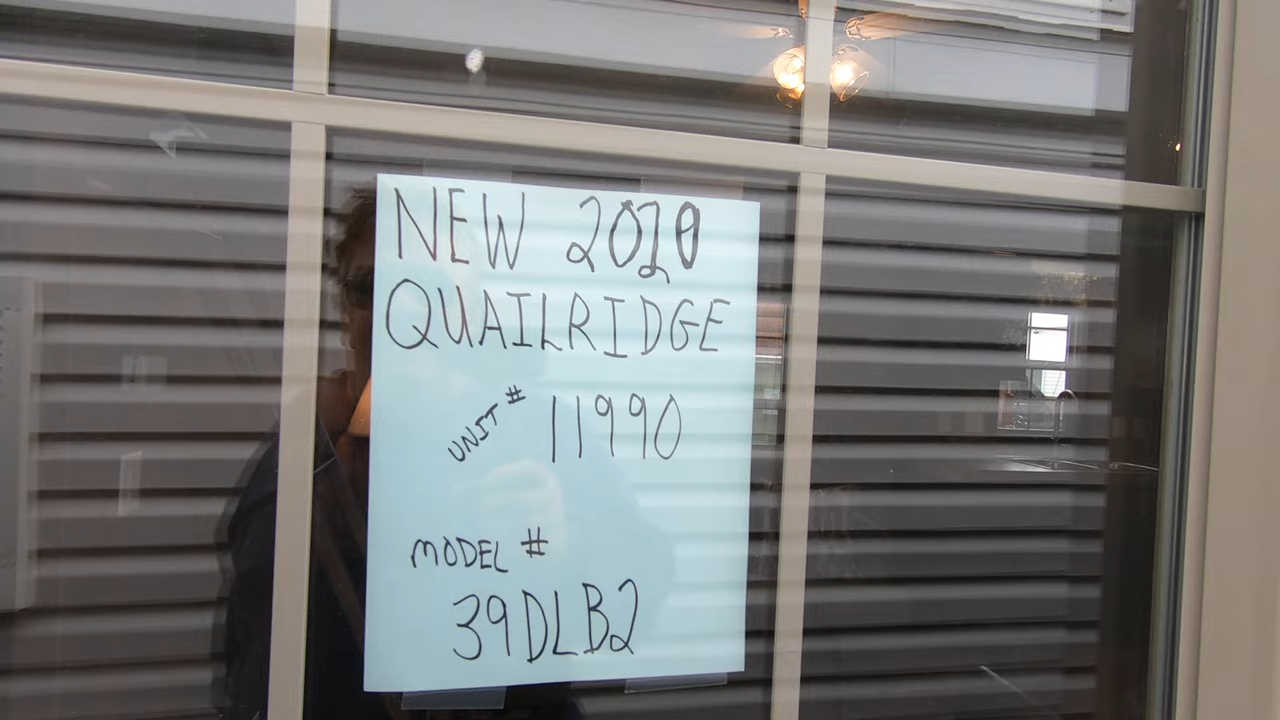 NEW 2010
QUAILRIDGE
UNIT # 11990
MODEL #
39DLB2